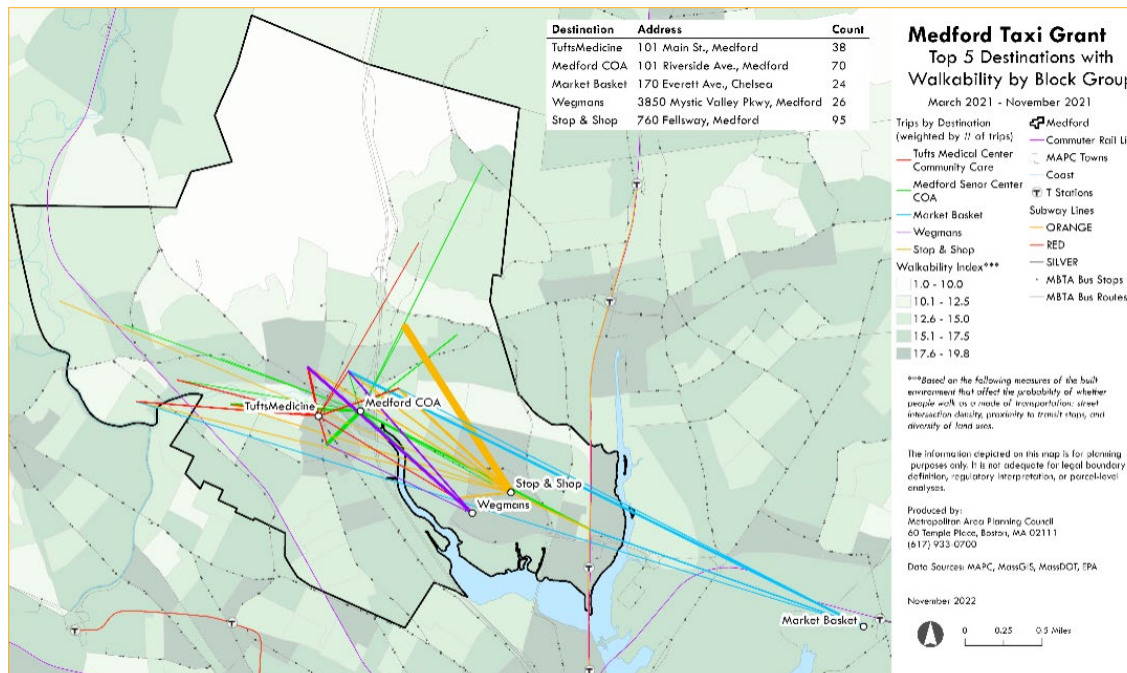 Destination Address Count
TuftsMedicine 101 Main St., Medford 38
Medford COA 101 Riverside Ave., Medford 70
Market Basket 170 Everett Ave., Chelsea 24
Wegmans 3850 Mystic Valley Pkwy, Medford 26
Stop & Shop 760 Fellsway, Medford 95
TuftsMedicine
Medford COA
Stop & Shop
Wegmans
Market Basket
T
T
T
T
T
T
T
Medford Taxi Grant
Top 5 Destinations with
Walkability by Block Group
March 2021 - November 2021
Trips by Destination
(weighted by # of trips)
Tufts Medical Center
Community Care
Medford Senor Center
COA
Market Basket
Wegmans
Stop & Shop
Walkability Index***
1.0 - 10.0
10.1 - 12.5
12.6 - 15.0
15.1 - 17.5
17.6 - 19.8
Medford
Commuter Rail Li
MAPC Towns
Coast
T T Stations
Subway Lines
ORANGE
RED
SILVER
MBTA Bus Stops
MBTA Bus Routes
***Based on the following measures of the built
environment that affect the probability of whether
people walk as a mode of transportation: street
intersection density, proximity to transit stops, and
diversity of land uses.
The information depicted on this map is for planning
purposes only. It is not adequate for legal boundary
definition, regulatory interpretation, or parcel-level
analyses.
Produced by:
Metropolitan Area Planning Council
60 Temple Place, Boston, MA 02111
(617) 933-0700
Data Sources: MAPC, MassGIS, MassDOT, EPA
November 2022
0 0.25 0.5 Miles